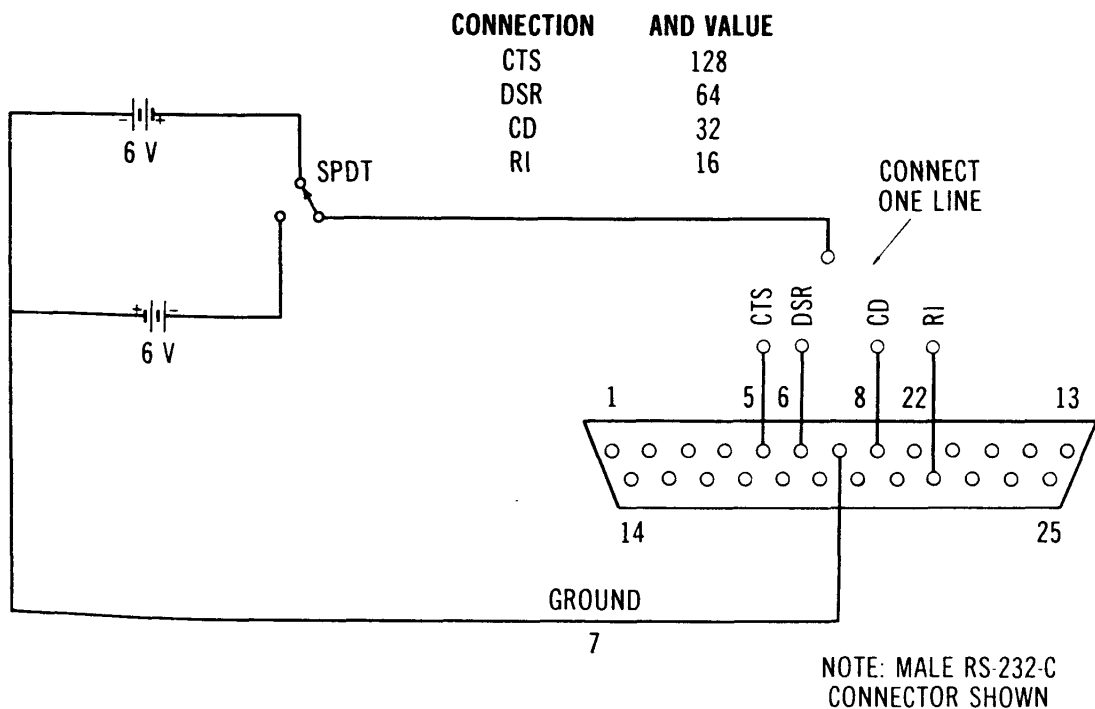 CONNECTION AND VALUE
CTS 128
DSR 64
CD 32
RI 16
- +
6 V
SPDT
CONNECT
ONE LINE
+ -
6 V
CTS DSR CD RI
1 5 6 8 22 13
14 25
GROUND
7
NOTE: MALE RS-232-C
CONNECTOR SHOWN